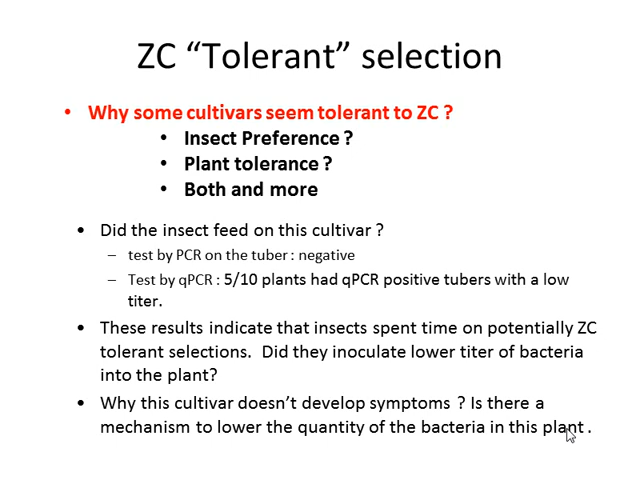 ZC “Tolerant” selection
• Why some cultivars seem tolerant to ZC ?
• Insect Preference ?
• Plant tolerance ?
• Both and more
• Did the insect feed on this cultivar ?
– test by PCR on the tuber : negative
– Test by qPCR : 5/10 plants had qPCR positive tubers with a low
titer.
• These results indicate that insects spent time on potentially ZC
tolerant selections. Did they inoculate lower titer of bacteria
into the plant?
• Why this cultivar doesn’t develop symptoms ? Is there a
mechanism to lower the quantity of the bacteria in this plant .